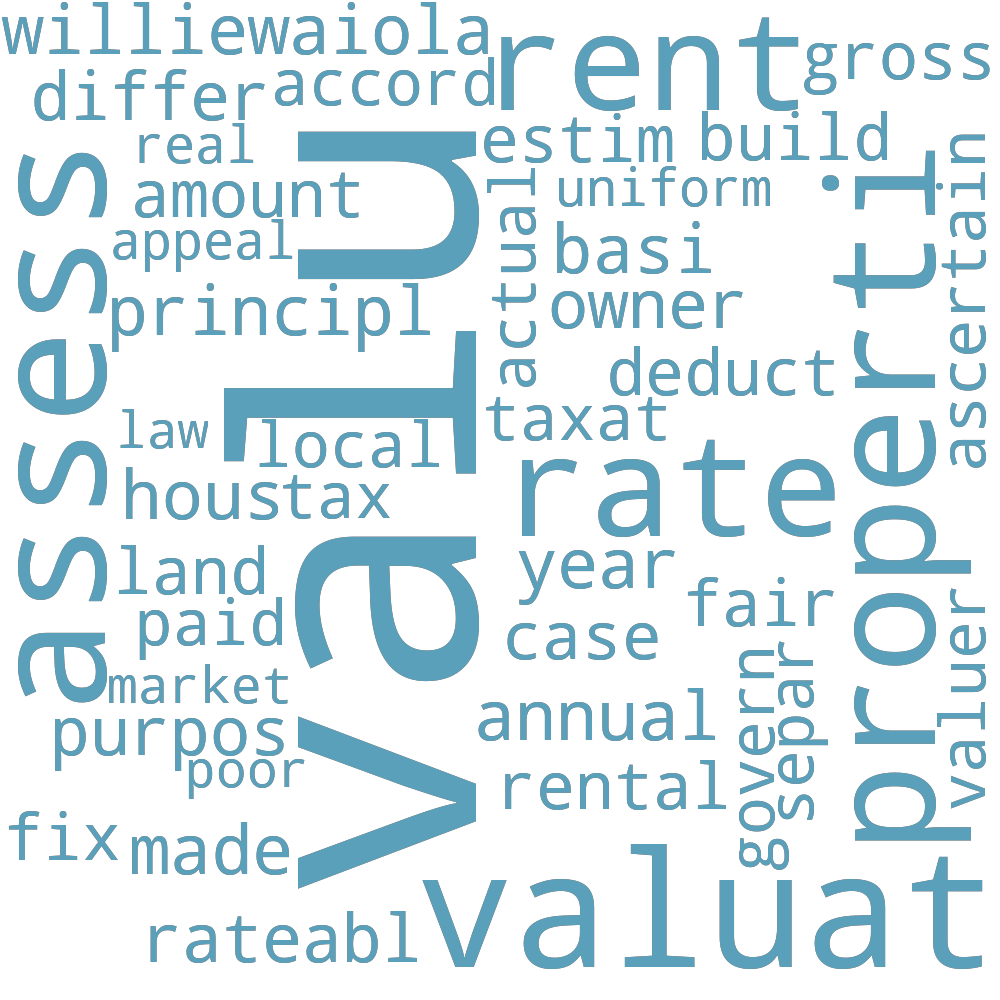 williewaiola
rent
gross
differ
accord
real
estim
build
amount
uniform
assess
valu
properti
ascertain
actual
appeal
basi
principl
owner
deduct
law
local
taxat
houstax
rate
land
year
paid
case
fair
market
purpos
annual
govern
separ
valuer
poor
rental
fix
made
rateabl
valuat